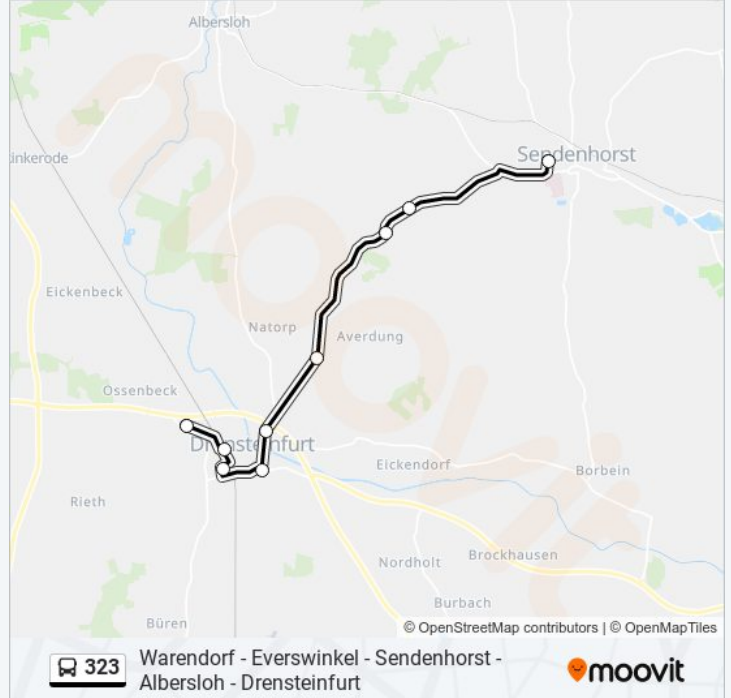 Albersloh
Sendenhorst
inkerode
Eickenbeck
Natorp
Averdung
Ossenbeck
Drensteinfurt
Eickendorf
Borbein
Rieth
Brockhausen
Nordholt
Burbach
Büren
© OpenStreetMap contributors | © OpenMapTiles
323
Warendorf - Everswinkel - Sendenhorst -
Albersloh - Drensteinfurt
moovit